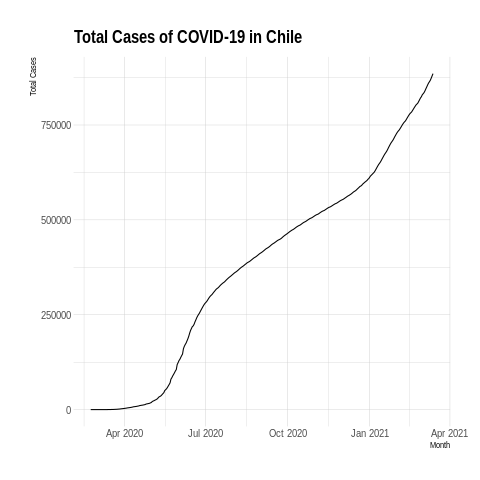 Total Cases of COVID-19 in Chile
Total Cases
750000
500000
250000
0
Apr 2020 Jul 2020 Oct 2020 Jan 2021 Apr 2021
Month